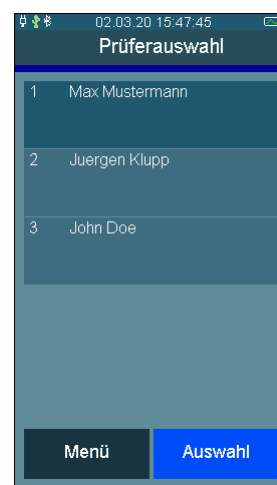 02.03.20 15:47:45
Prüferauswahl
1 Max Mustermann
2 Juergen Klupp
3 John Doe
Menü Auswahl